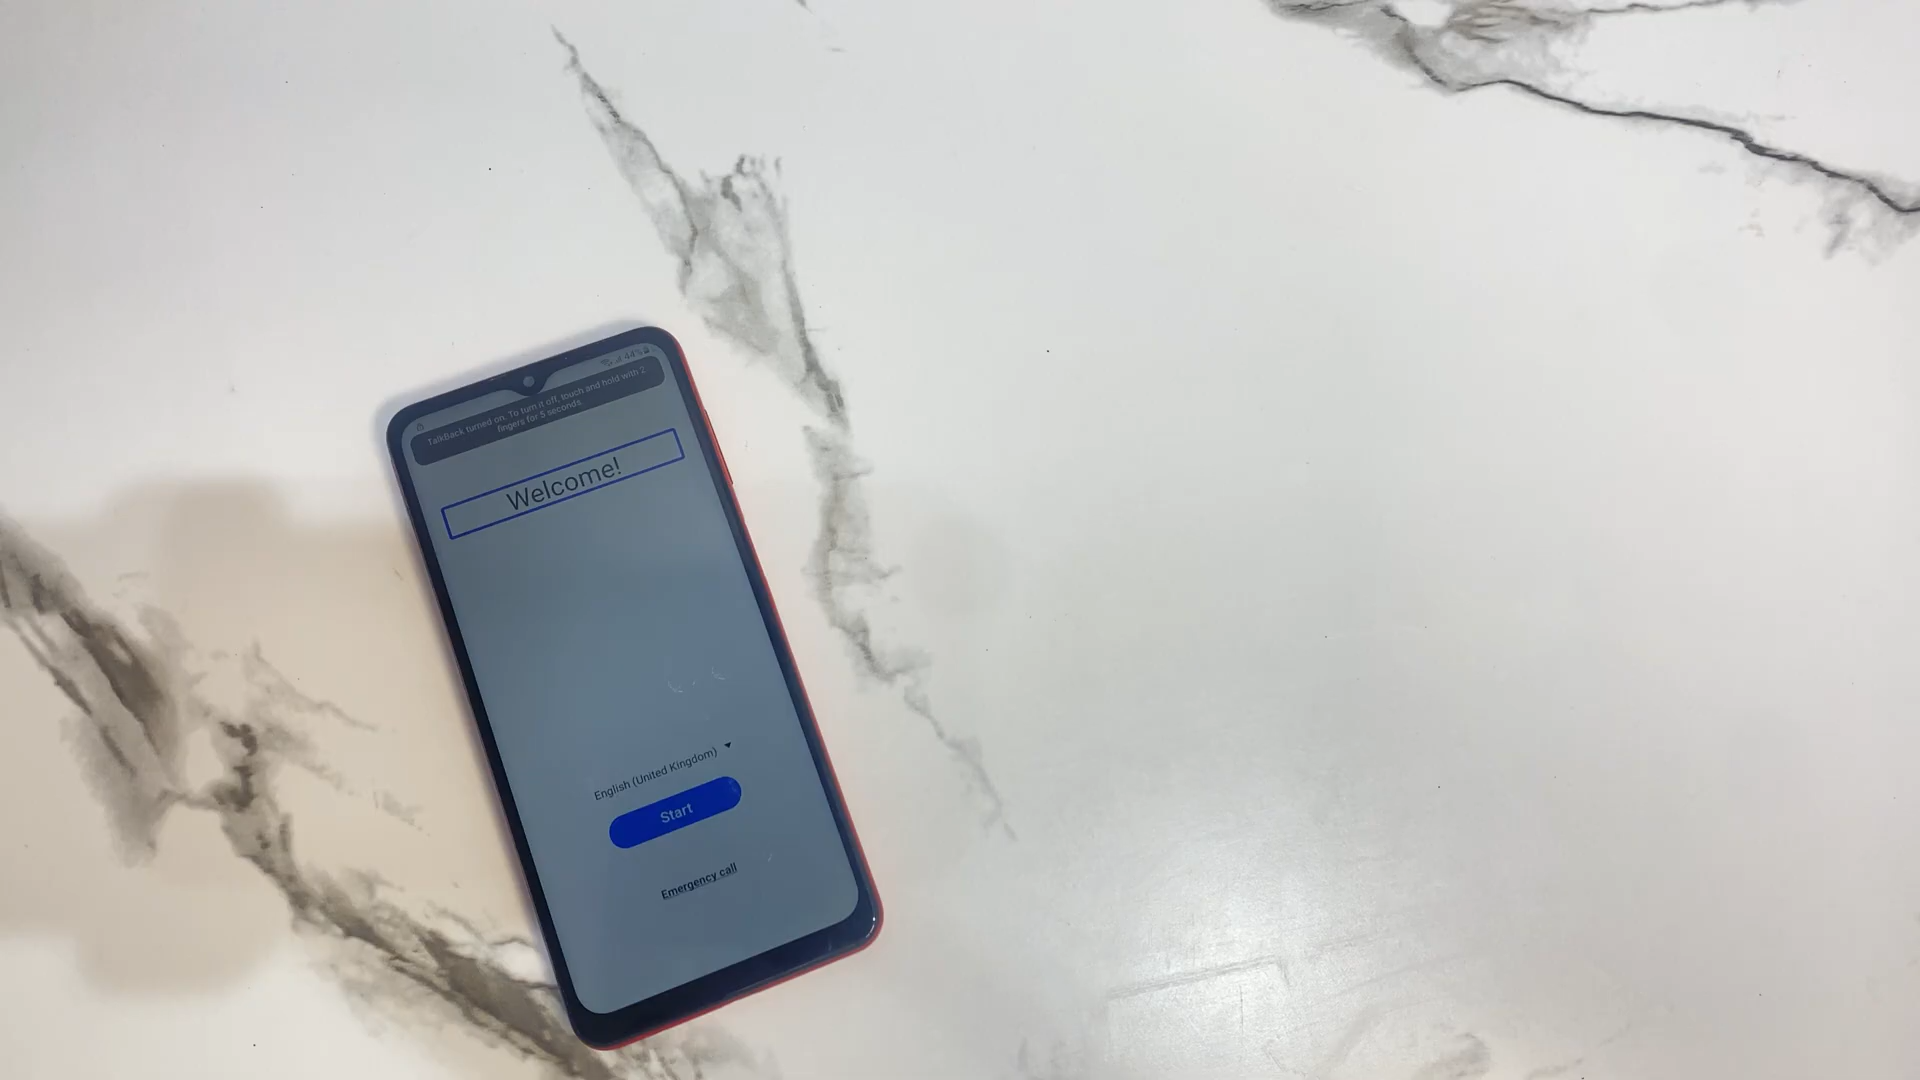 44%
TalkBack turned on. To turn it off, touch and hold with 2
fingers for 5 seconds.
Welcome!
English (United Kingdom)
Start
Emergency call